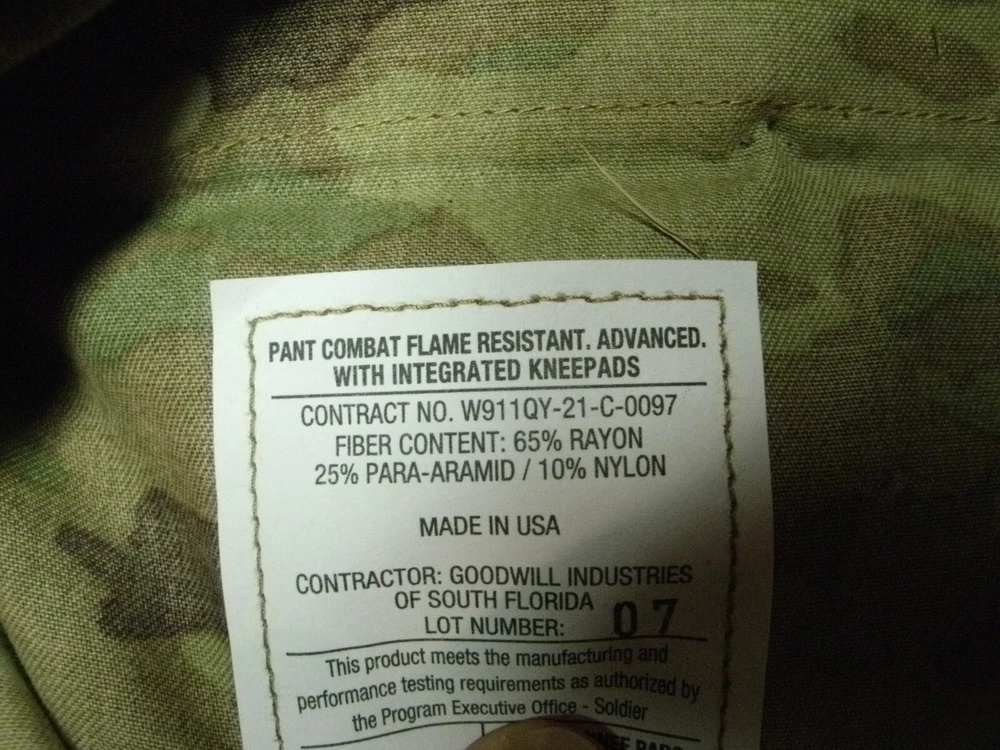 PANT COMBAT FLAME RESISTANT. ADVANCED.
WITH INTEGRATED KNEEPADS
CONTRACT NO. W911QY-21-C-0097
FIBER CONTENT: 65% RAYON
25% PARA-ARAMID / 10% NYLON
MADE IN USA
CONTRACTOR: GOODWILL INDUSTRIES
OF SOUTH FLORIDA
LOT NUMBER: 07
This product meets the manufacturing and
performance testing requirements as authorized by
the Program Executive Office - Soldier